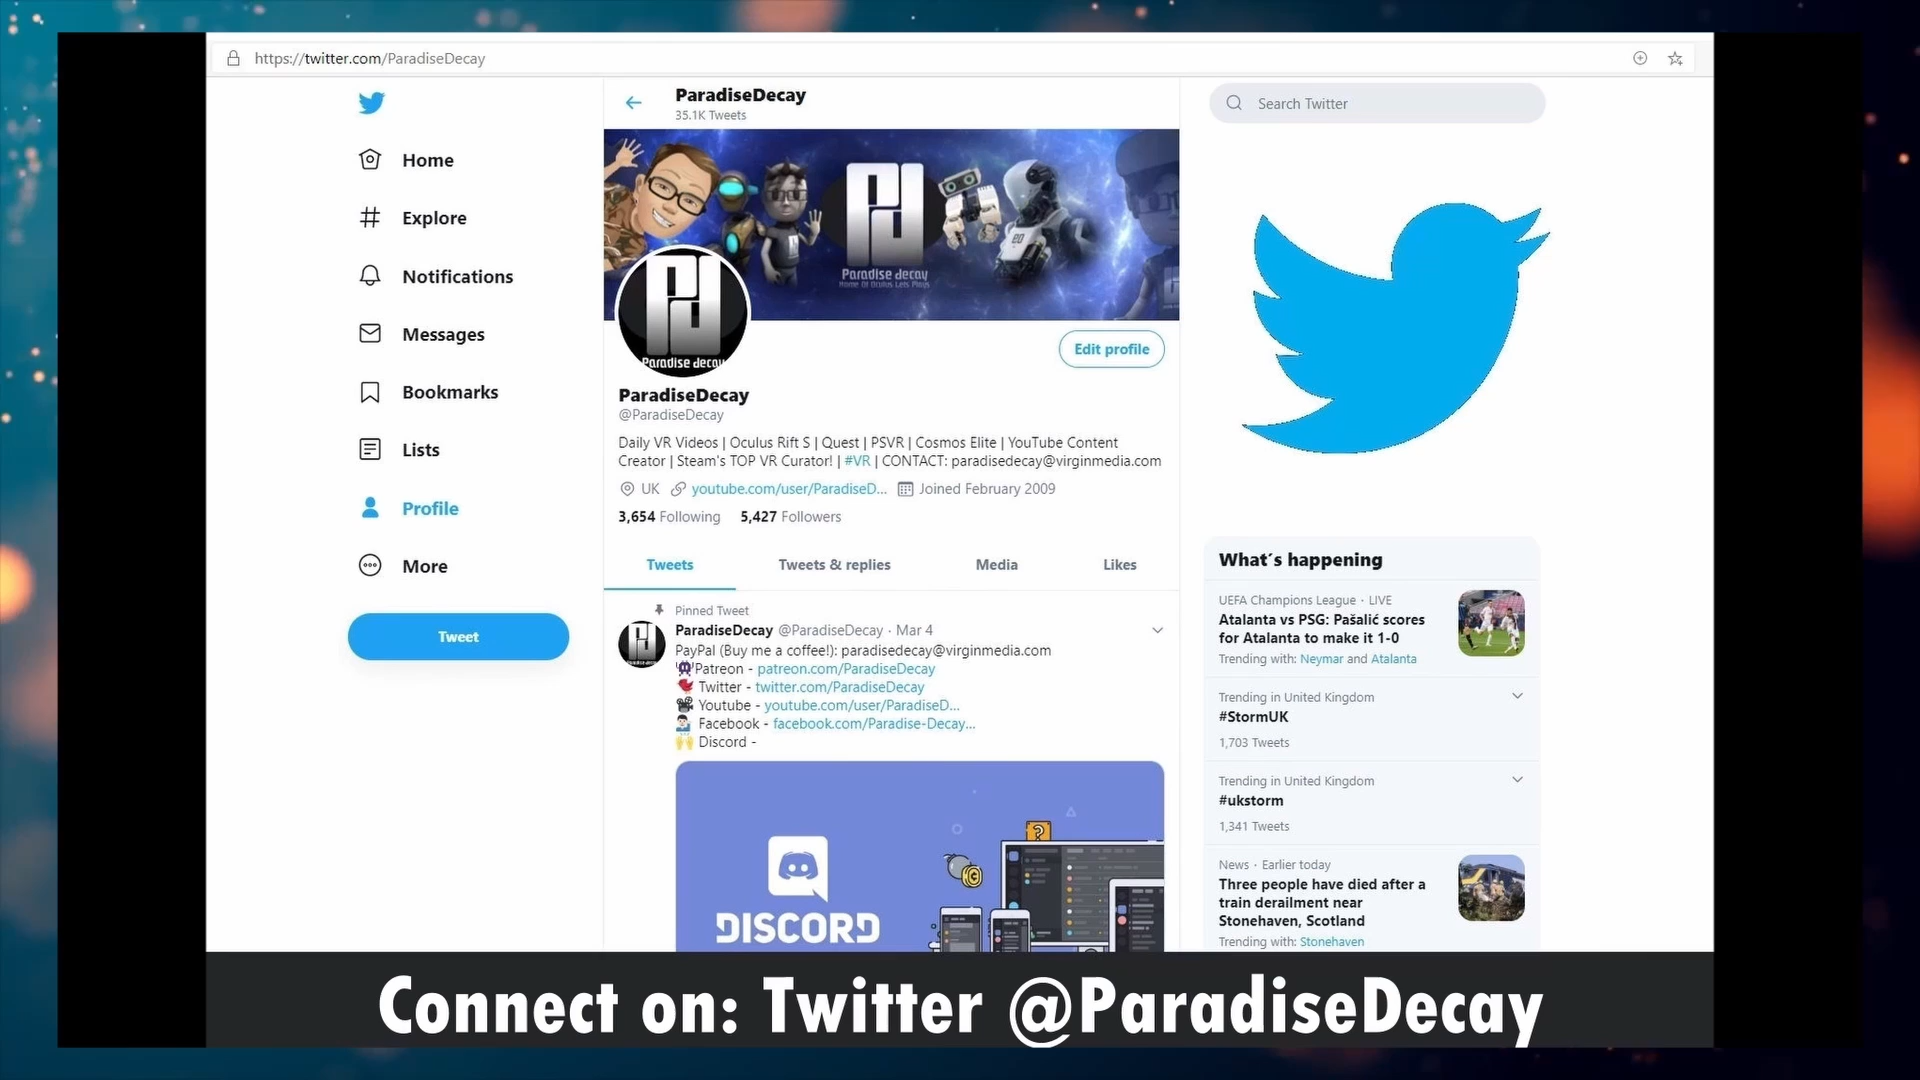 https://twitter.com/ParadiseDecay
Home
Explore
Notifications
Messages
Bookmarks
Lists
Profile
More
Tweet
ParadiseDecay
35.1K Tweets
Paradise decay
Home Of Oculus Lets Plays
Paradise decay
Edit profile
ParadiseDecay
@ParadiseDecay
Daily VR Videos | Oculus Rift S | Quest | PSVR | Cosmos Elite | YouTube Content
Creator | Steam's TOP VR Curator! | #VR | CONTACT: paradisedecay@virginmedia.com
UK youtube.com/user/ParadiseD... Joined February 2009
3,654 Following 5,427 Followers
Tweets Tweets & replies Media Likes
Pinned Tweet
ParadiseDecay @ParadiseDecay · Mar 4
PayPal (Buy me a coffee!): paradisedecay@virginmedia.com
Patreon - patreon.com/ParadiseDecay
Twitter - twitter.com/ParadiseDecay
Youtube - youtube.com/user/ParadiseD...
Facebook - facebook.com/Paradise-Decay...
Discord -
DISCORD
Search Twitter
What´s happening
UEFA Champions League · LIVE
Atalanta vs PSG: Pašalić scores
for Atalanta to make it 1-0
Trending with: Neymar and Atalanta
Trending in United Kingdom
#StormUK
1,703 Tweets
Trending in United Kingdom
#ukstorm
1,341 Tweets
News · Earlier today
Three people have died after a
train derailment near
Stonehaven, Scotland
Trending with: Stonehaven
Connect on: Twitter @ParadiseDecay